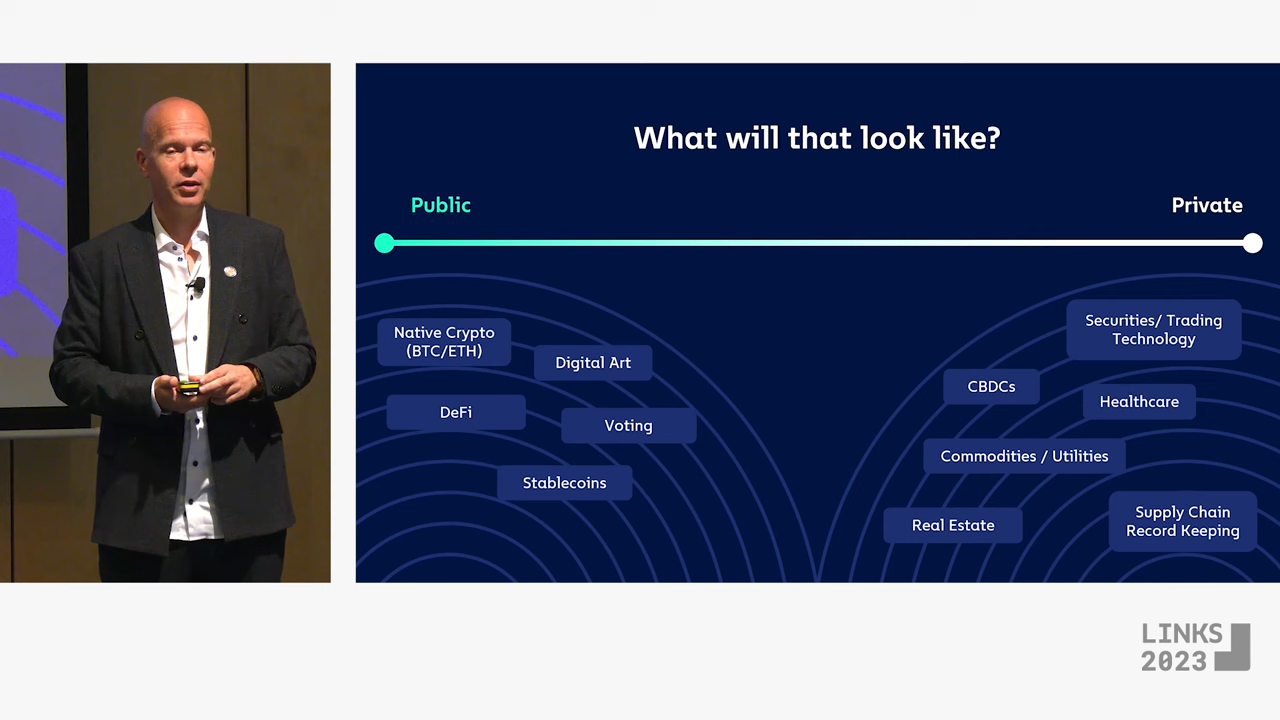 What will that look like?
Public
Private
Native Crypto
(BTC/ETH)
Digital Art
DeFi
Voting
Stablecoins
Securities/ Trading
Technology
CBDCs
Healthcare
Commodities / Utilities
Real Estate
Supply Chain
Record Keeping
LINKS
2023